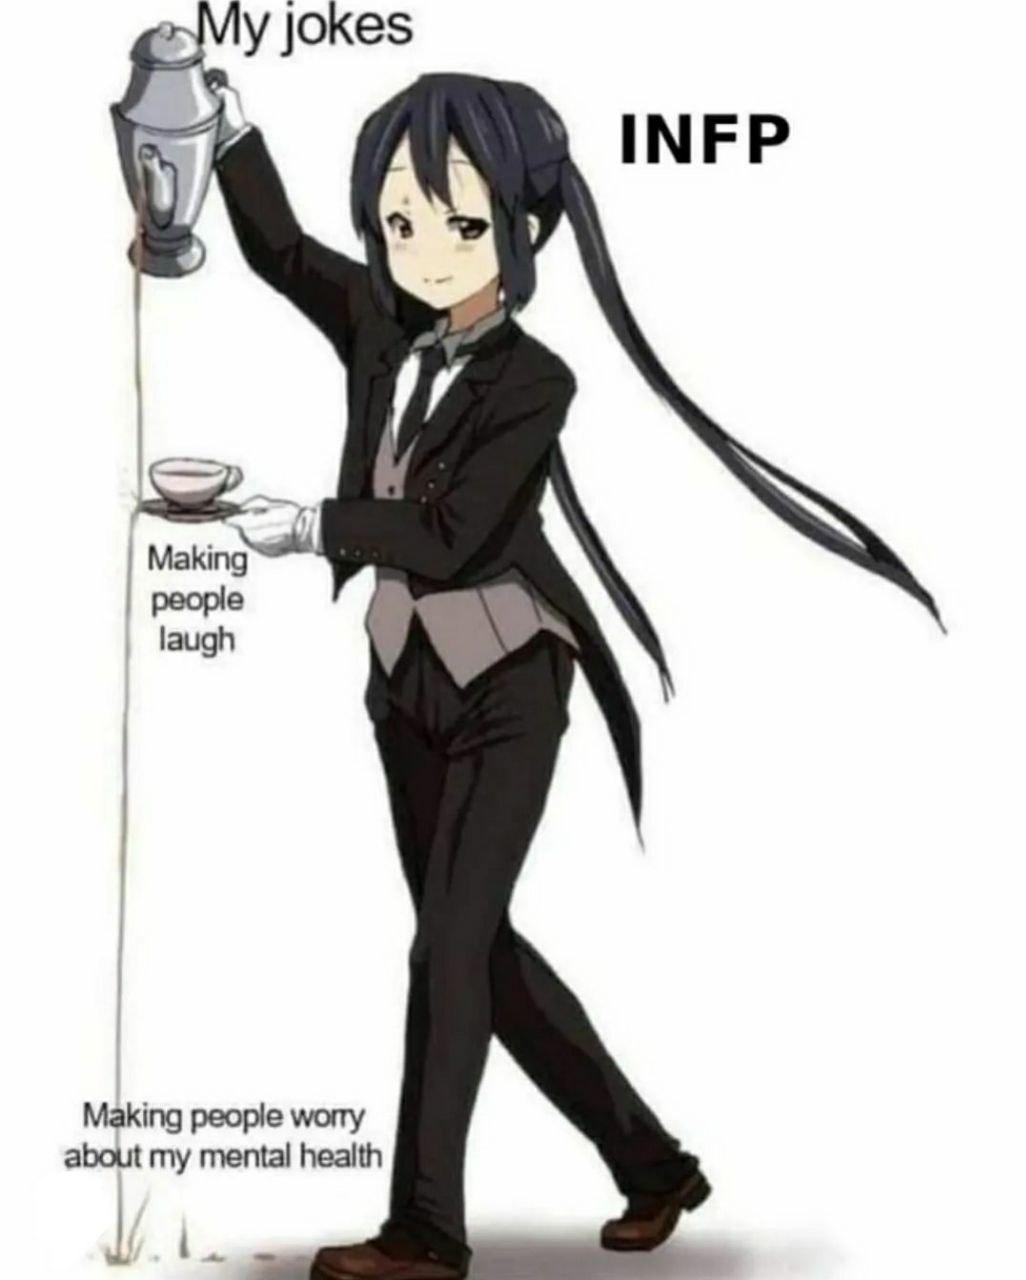 My jokes
INFP
Making
people
laugh
Making people worry
about my mental health